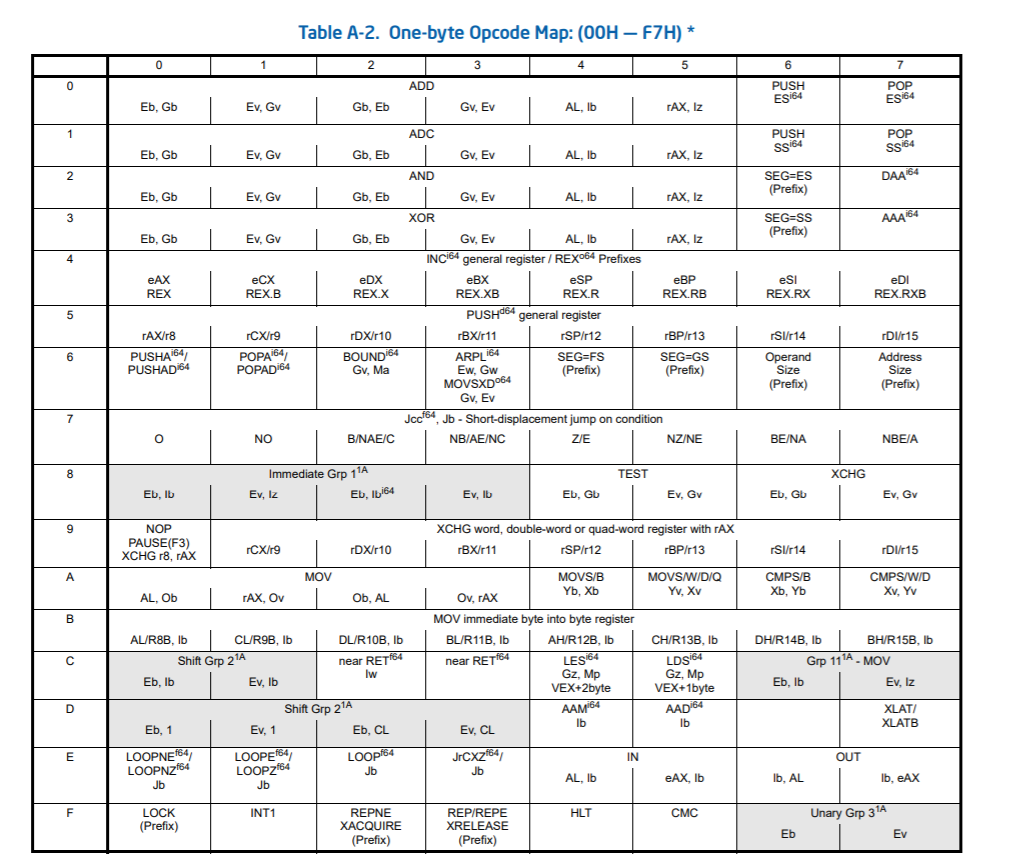 Table A-2. One-byte Opcode Map: (00H — F7H) *
0 1 2 3 4 5 6 7
0 ADD PUSH ES^i64 POP ES^i64
Eb, Gb Ev, Gv Gb, Eb Gv, Ev AL, Ib rAX, Iz
1 ADC PUSH SS^i64 POP SS^i64
Eb, Gb Ev, Gv Gb, Eb Gv, Ev AL, Ib rAX, Iz
2 AND SEG=ES (Prefix) DAA^i64
Eb, Gb Ev, Gv Gb, Eb Gv, Ev AL, Ib rAX, Iz
3 XOR SEG=SS (Prefix) AAA^i64
Eb, Gb Ev, Gv Gb, Eb Gv, Ev AL, Ib rAX, Iz
4 INC^i64 general register / REX^o64 Prefixes
eAX eCX eDX eBX eSP eBP eSI eDI
REX REX.B REX.X REX.XB REX.R REX.RB REX.RX REX.RXB
5 PUSH^d64 general register
rAX/r8 rCX/r9 rDX/r10 rBX/r11 rSP/r12 rBP/r13 rSI/r14 rDI/r15
6 PUSHA^i64/ POPA^i64/ BOUND^i64 ARPL^i64 SEG=FS SEG=GS Operand Address
PUSHAD^i64 POPAD^i64 Gv, Ma Ew, Gw (Prefix) (Prefix) Size Size
MOVSXD^o64 (Prefix) (Prefix)
Gv, Ev
7 Jcc^f64, Jb - Short-displacement jump on condition
O NO B/NAE/C NB/AE/NC Z/E NZ/NE BE/NA NBE/A
8 Immediate Grp 1^1A TEST XCHG
Eb, Ib Ev, Iz Eb, Ib^i64 Ev, Ib Eb, Gb Ev, Gv Eb, Gb Ev, Gv
9 NOP XCHG word, double-word or quad-word register with rAX
PAUSE(F3)
XCHG r8, rAX rCX/r9 rDX/r10 rBX/r11 rSP/r12 rBP/r13 rSI/r14 rDI/r15
A MOV MOVS/B MOVS/W/D/Q CMPS/B CMPS/W/D
Yb, Xb Yv, Xv Xb, Yb Xv, Yv
AL, Ob rAX, Ov Ob, AL Ov, rAX
B MOV immediate byte into byte register
AL/R8B, Ib CL/R9B, Ib DL/R10B, Ib BL/R11B, Ib AH/R12B, Ib CH/R13B, Ib DH/R14B, Ib BH/R15B, Ib
C Shift Grp 2^1A near RET^f64 near RET^f64 LES^i64 LDS^i64 Grp 11^1A - MOV
Iw Gz, Mp Gz, Mp
Eb, Ib Ev, Ib VEX+2byte VEX+1byte Eb, Ib Ev, Iz
D Shift Grp 2^1A AAM^i64 AAD^i64 XLAT/
Ib Ib XLATB
Eb, 1 Ev, 1 Eb, CL Ev, CL
E LOOPNE^f64/ LOOPE^f64/ LOOP^f64 JrCXZ^f64/ IN OUT
LOOPNZ^f64 LOOPZ^f64 Jb Jb
Jb Jb AL, Ib eAX, Ib Ib, AL Ib, eAX
F LOCK INT1 REPNE REP/REPE HLT CMC Unary Grp 3^1A
(Prefix) XACQUIRE XRELEASE
(Prefix) (Prefix) Eb Ev